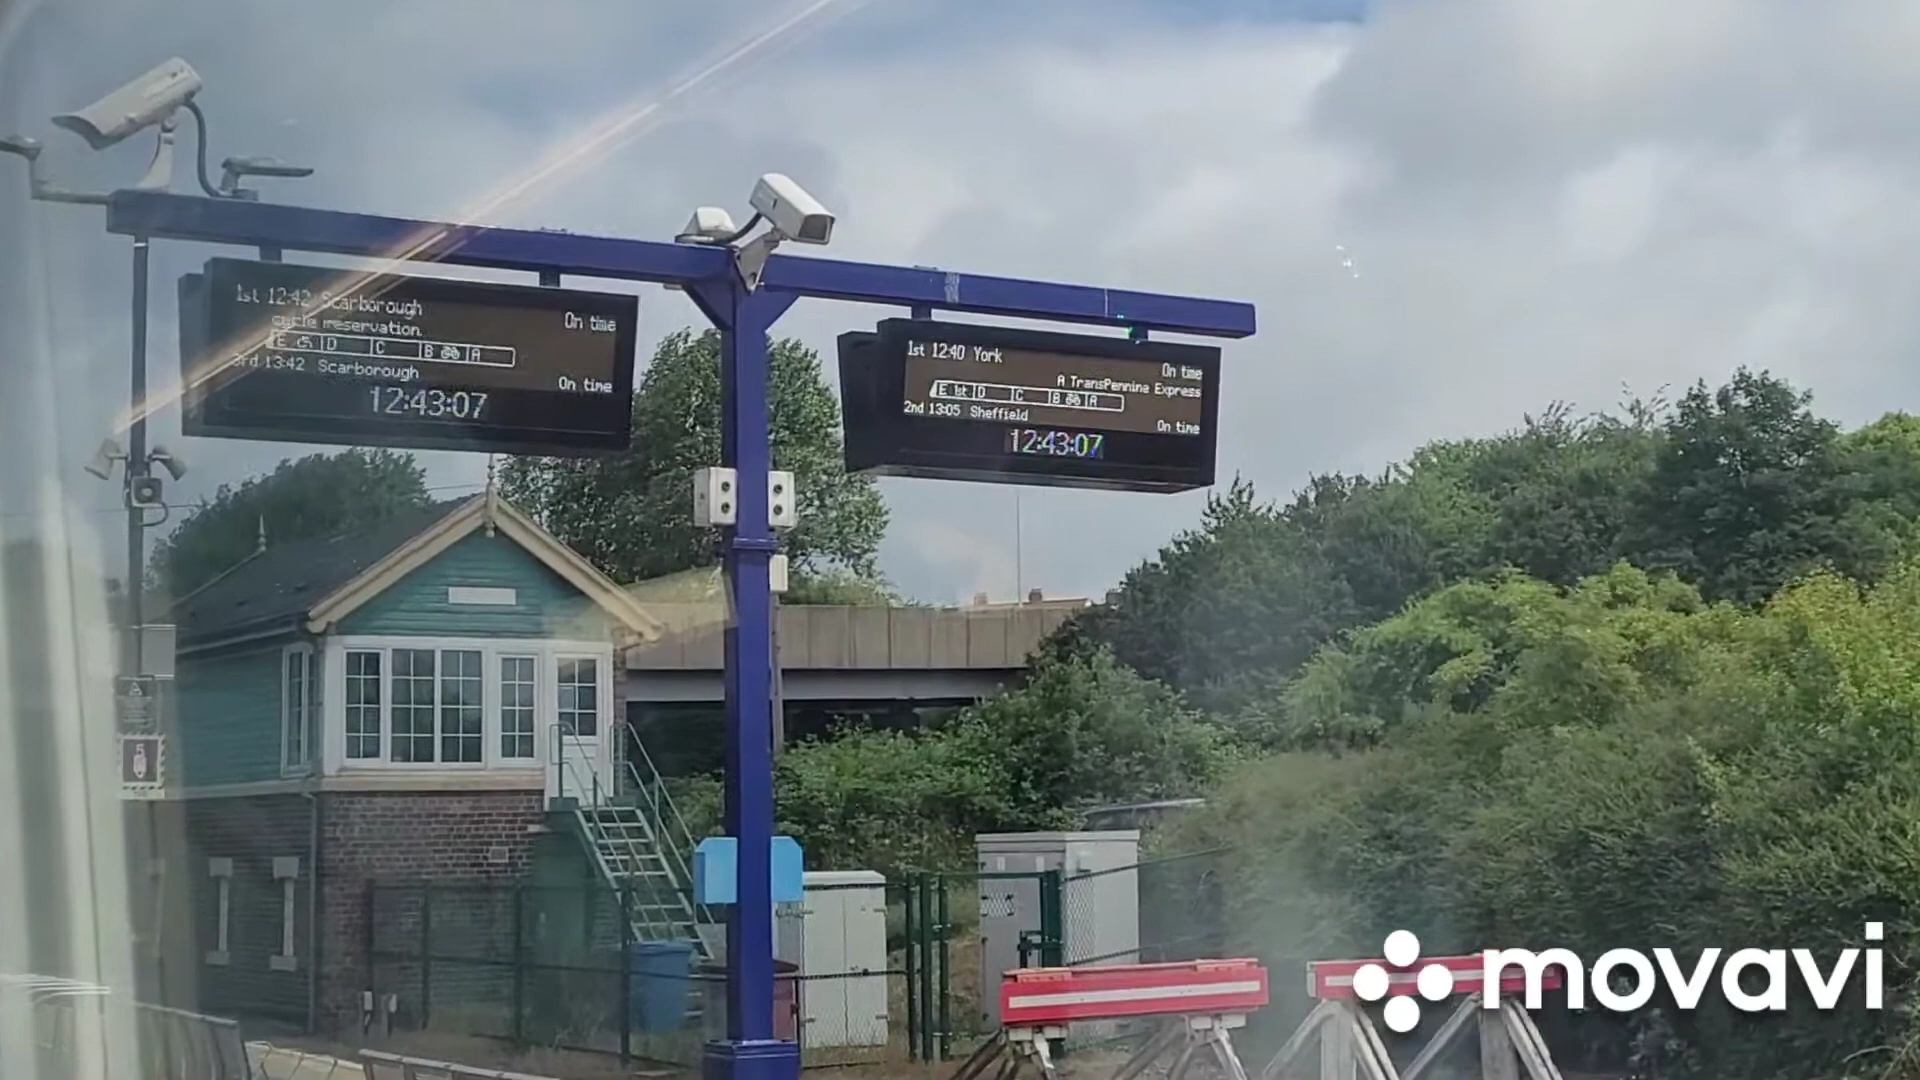 1st 12:42 Scarborough
On time
cycle reservation.
E D C B A
3rd 13:42 Scarborough
On time
12:43:07
1st 12:40 York
On time
A TransPennine Express
E 1st D C B A
2nd 13:05 Sheffield
On time
12:43:07
5
movavi